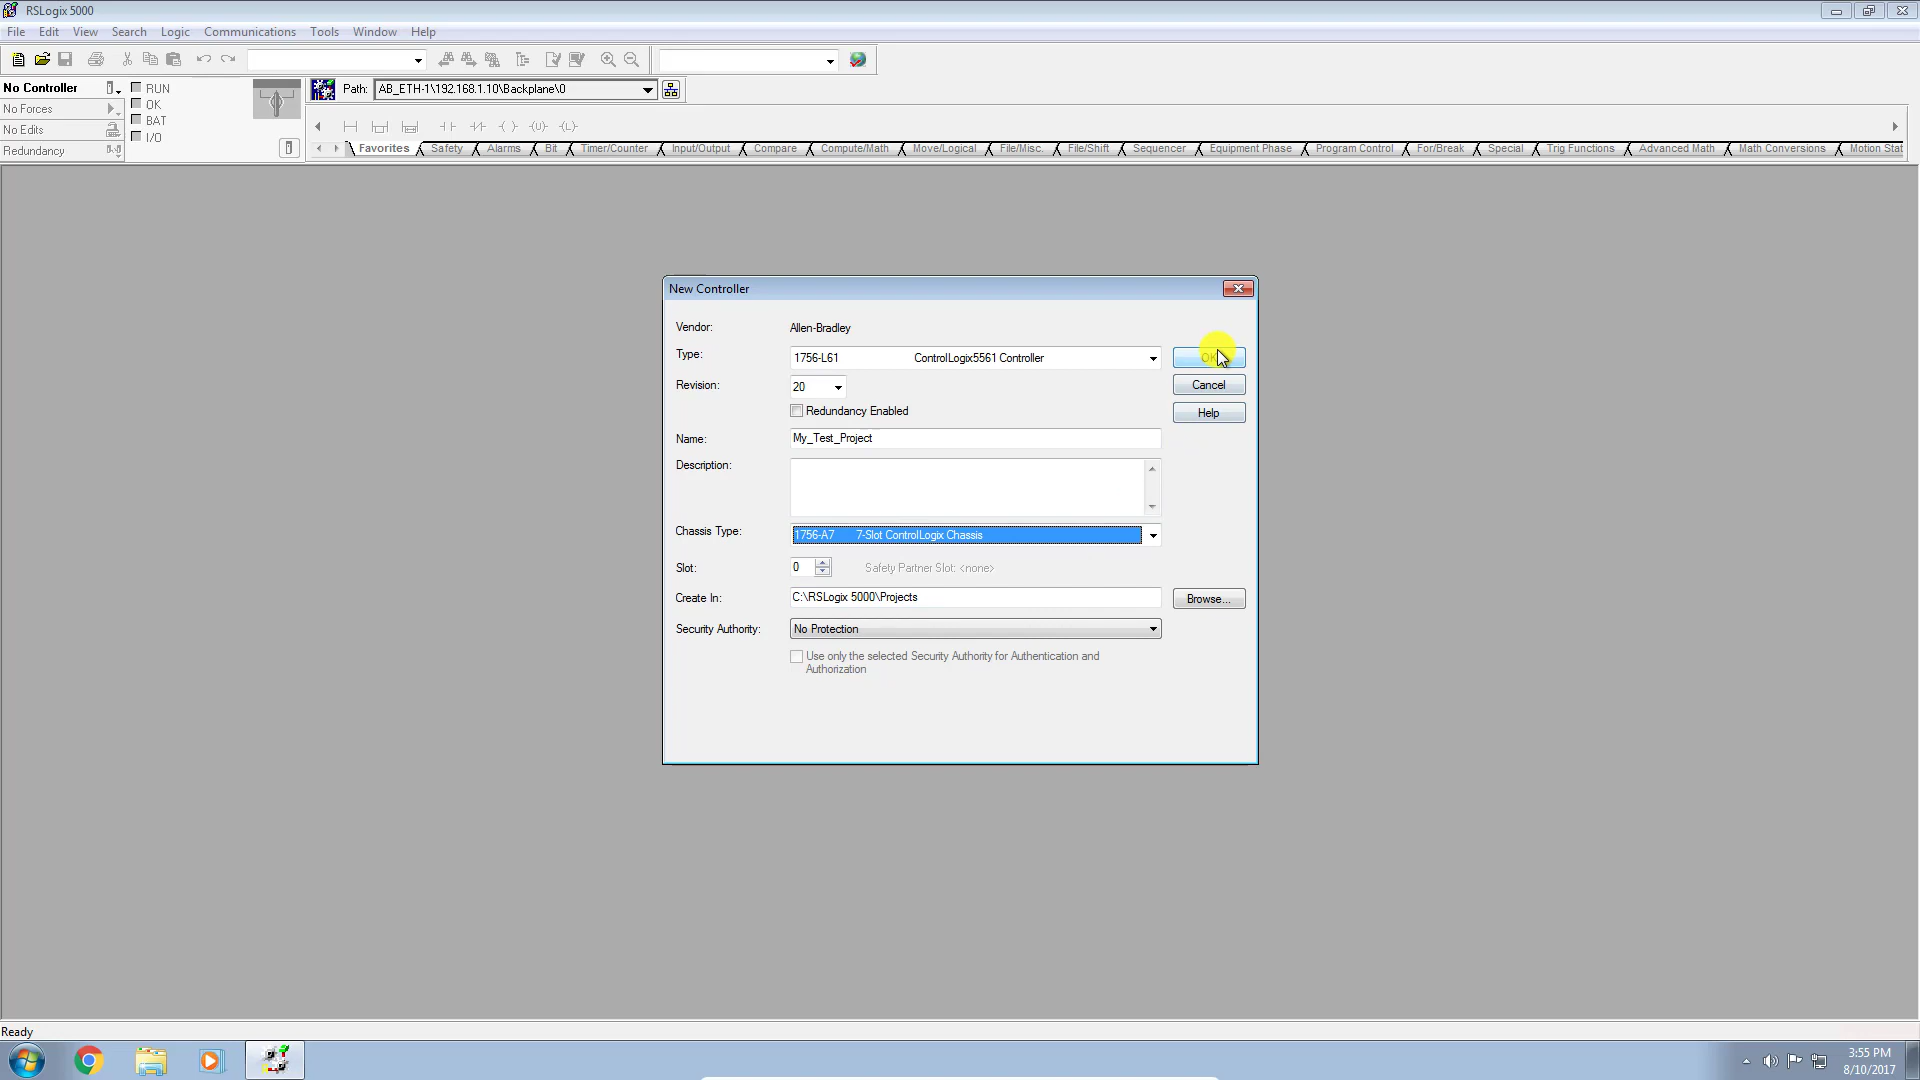 RSLogix 5000
File Edit View Search Logic Communications Tools Window Help
No Controller
RUN
Path: AB_ETH-1\192.168.1.10\Backplane\0
No Forces
OK
No Edits
BAT
Redundancy
I/O
Favorites Safety Alarms Bit Timer/Counter Input/Output Compare Compute/Math Move/Logical File/Misc. File/Shift Sequencer Equipment Phase Program Control For/Break Special Trig Functions Advanced Math Math Conversions Motion Stat
New Controller
Vendor: Allen-Bradley
Type: 1756-L61 ControlLogix5561 Controller OK
Revision: 20 Cancel
Redundancy Enabled Help
Name: My_Test_Project
Description:
Chassis Type: 1756-A7 7-Slot ControlLogix Chassis
Slot: 0 Safety Partner Slot: <none>
Create In: C:\RSLogix 5000\Projects Browse...
Security Authority: No Protection
Use only the selected Security Authority for Authentication and
Authorization
Ready
3:55 PM
8/10/2017